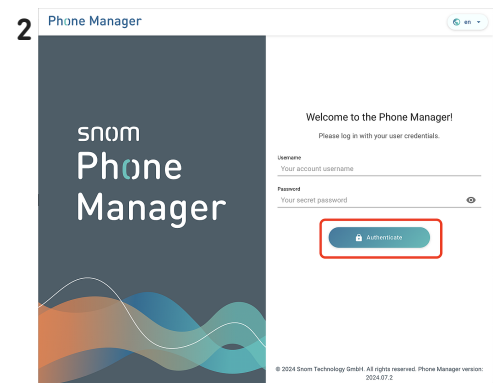 2
Phone Manager
en
snom
Phone
Manager
Welcome to the Phone Manager!
Please log in with your user credentials.
Username
Your account username
Password
Your secret password
Authenticate
© 2024 Snom Technology GmbH. All rights reserved. Phone Manager version:
2024.07.2